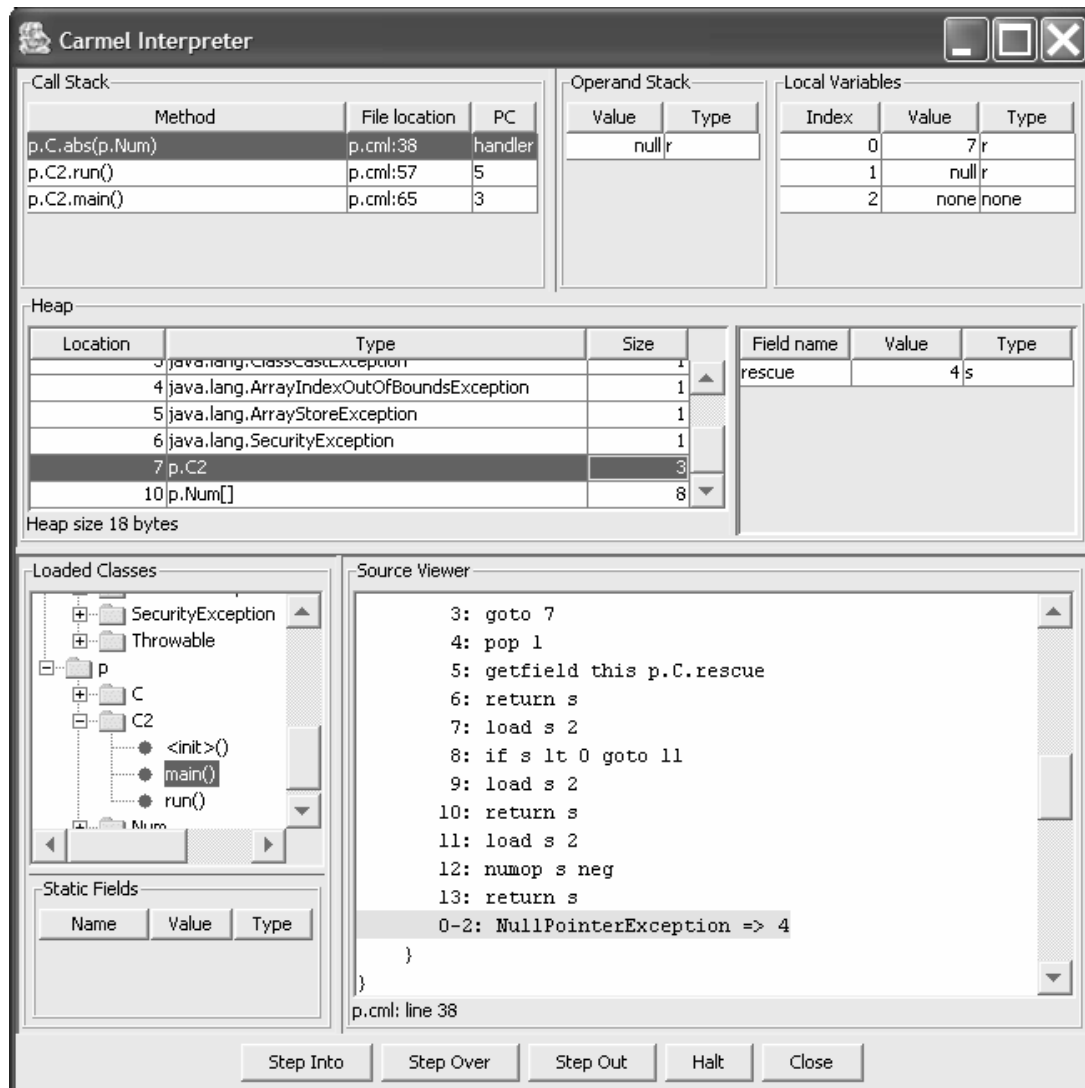 Carmel Interpreter
Call Stack
Method File location PC
p.C.abs(p.Num) p.cml:38 handler
p.C2.run() p.cml:57 5
p.C2.main() p.cml:65 3
Operand Stack
Value Type
null r
Local Variables
Index Value Type
0 7 r
1 null r
2 none none
Heap
Location Type Size
3 java.lang.ClassCastException 1
4 java.lang.ArrayIndexOutOfBoundsException 1
5 java.lang.ArrayStoreException 1
6 java.lang.SecurityException 1
7 p.C2 3
10 p.Num[] 8
Heap size 18 bytes
Field name Value Type
rescue 4 s
Loaded Classes
SecurityException
Throwable
p
C
C2
<init>()
main()
run()
Num
Static Fields
Name Value Type
Source Viewer
3: goto 7
4: pop 1
5: getfield this p.C.rescue
6: return s
7: load s 2
8: if s lt 0 goto 11
9: load s 2
10: return s
11: load s 2
12: numop s neg
13: return s
0-2: NullPointerException => 4
}
}
p.cml: line 38
Step Into Step Over Step Out Halt Close